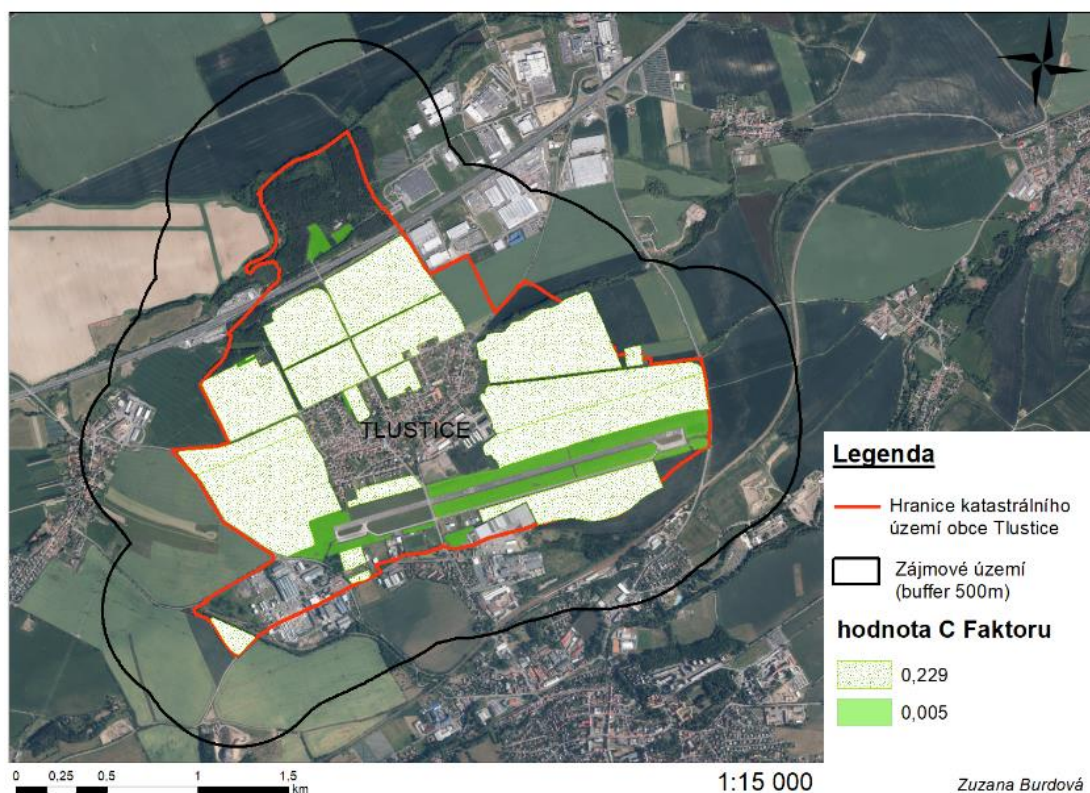 TLUSTICE
Legenda
Hranice katastrálního
území obce Tlustice
Zájmové území
(buffer 500m)
hodnota C Faktoru
0,229
0,005
0 0,25 0,5 1 1,5
km
1:15 000
Zuzana Burdová